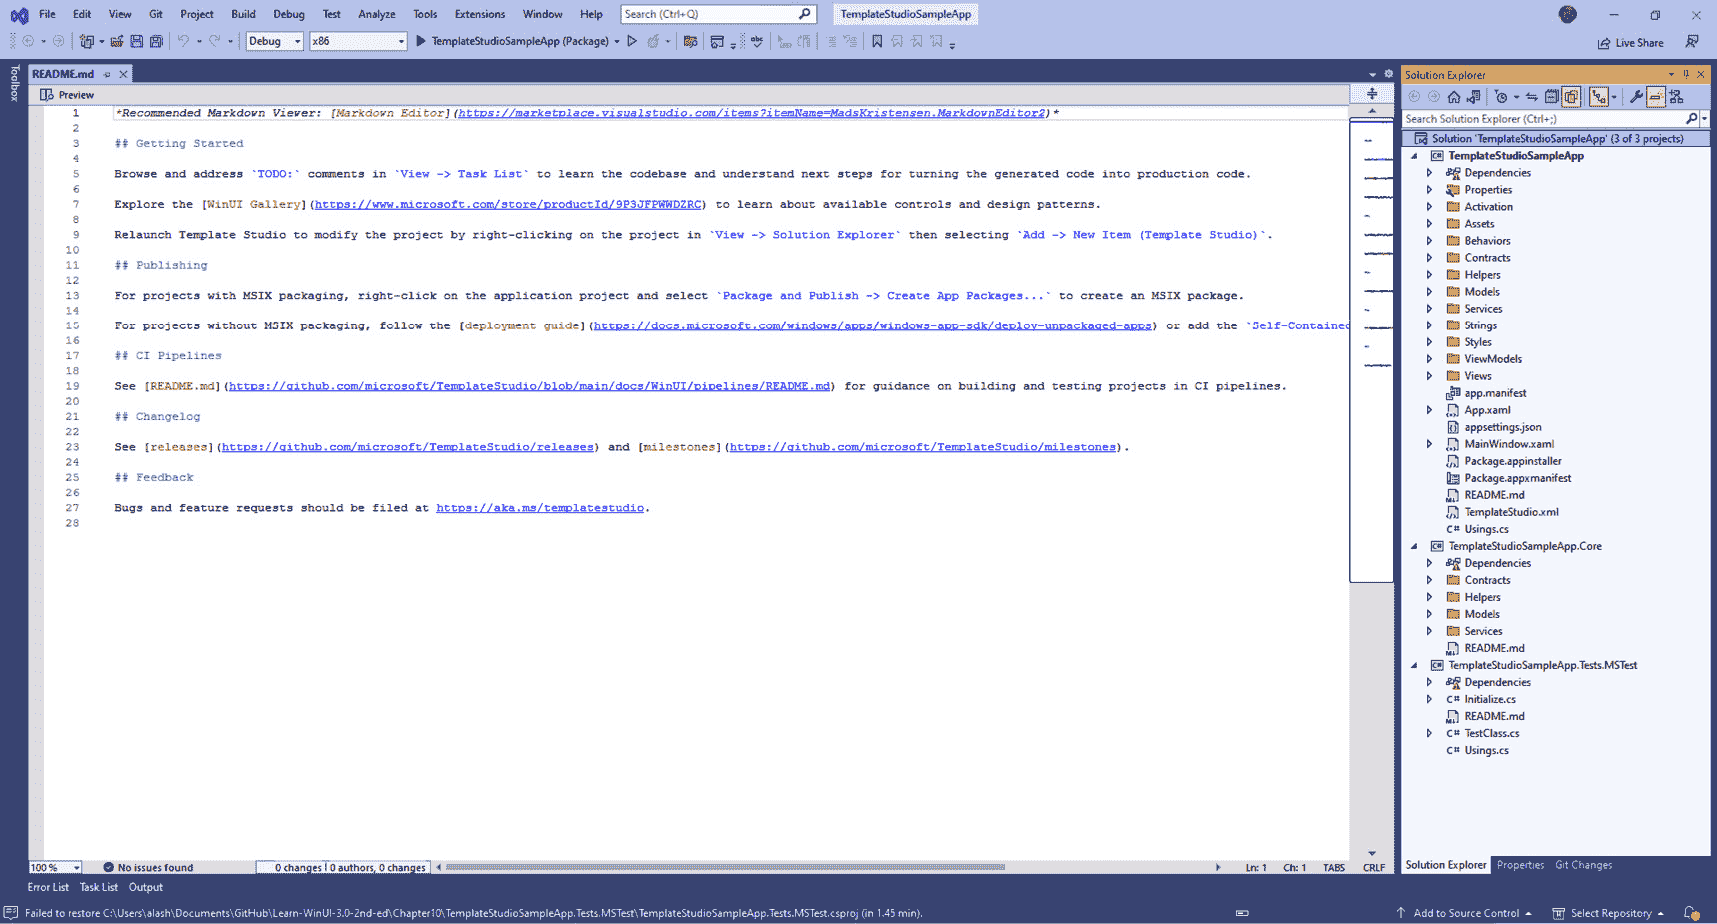 File Edit View Git Project Build Debug Test Analyze Tools Extensions Window Help Search (Ctrl+Q) TemplateStudioSampleApp
Debug x86 TemplateStudioSampleApp (Package) Live Share
Toolbox
README.md
Preview
1 *Recommended Markdown Viewer: [Markdown Editor](https://marketplace.visualstudio.com/items?itemName=MadsKristensen.MarkdownEditor2)*
2
3 ## Getting Started
4
5 Browse and address `TODO:` comments in `View -> Task List` to learn the codebase and understand next steps for turning the generated code into production code.
6
7 Explore the [WinUI Gallery](https://www.microsoft.com/store/productId/9P3JFPWWDZRC) to learn about available controls and design patterns.
8
9 Relaunch Template Studio to modify the project by right-clicking on the project in `View -> Solution Explorer` then selecting `Add -> New Item (Template Studio)`.
10
11 ## Publishing
12
13 For projects with MSIX packaging, right-click on the application project and select `Package and Publish -> Create App Packages...` to create an MSIX package.
14
15 For projects without MSIX packaging, follow the [deployment guide](https://docs.microsoft.com/windows/apps/windows-app-sdk/deploy-unpackaged-apps) or add the `Self-Contained
16
17 ## CI Pipelines
18
19 See [README.md](https://github.com/microsoft/TemplateStudio/blob/main/docs/WinUI/pipelines/README.md) for guidance on building and testing projects in CI pipelines.
20
21 ## Changelog
22
23 See [releases](https://github.com/microsoft/TemplateStudio/releases) and [milestones](https://github.com/microsoft/TemplateStudio/milestones).
24
25 ## Feedback
26
27 Bugs and feature requests should be filed at https://aka.ms/templatestudio.
28
100 % No issues found 0 changes | 0 authors, 0 changes Ln: 1 Ch: 1 TABS CRLF
Solution Explorer
Search Solution Explorer (Ctrl+;)
Solution 'TemplateStudioSampleApp' (3 of 3 projects)
TemplateStudioSampleApp
Dependencies
Properties
Activation
Assets
Behaviors
Contracts
Helpers
Models
Services
Strings
Styles
ViewModels
Views
app.manifest
App.xaml
appsettings.json
MainWindow.xaml
Package.appinstaller
Package.appxmanifest
README.md
TemplateStudio.xml
C# Usings.cs
TemplateStudioSampleApp.Core
Dependencies
Contracts
Helpers
Models
Services
README.md
TemplateStudioSampleApp.Tests.MSTest
Dependencies
C# Initialize.cs
README.md
C# TestClass.cs
C# Usings.cs
Solution Explorer Properties Git Changes
Error List Task List Output
Failed to restore C:\Users\alash\Documents\GitHub\Learn-WinUI-3.0-2nd-ed\Chapter10\TemplateStudioSampleApp.Tests.MSTest\TemplateStudioSampleApp.Tests.MSTest.csproj (in 1.45 min). Add to Source Control Select Repository